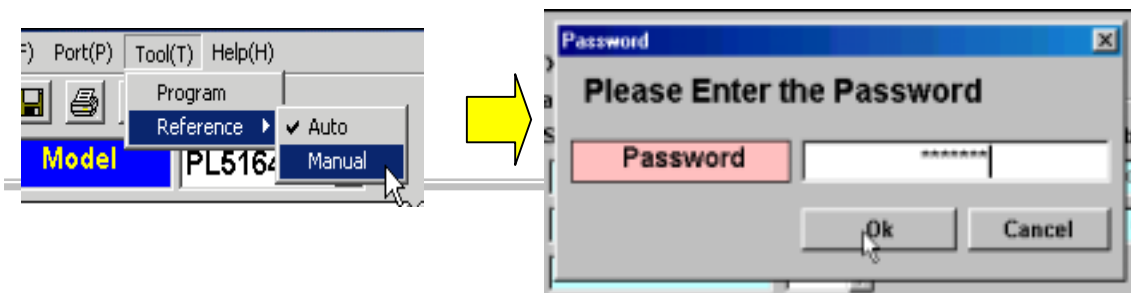 Port(P) Tool(T) Help(H)
Program
Reference
Auto
Manual
Model
PL5164
Password
Please Enter the Password
Password
*******
Ok
Cancel